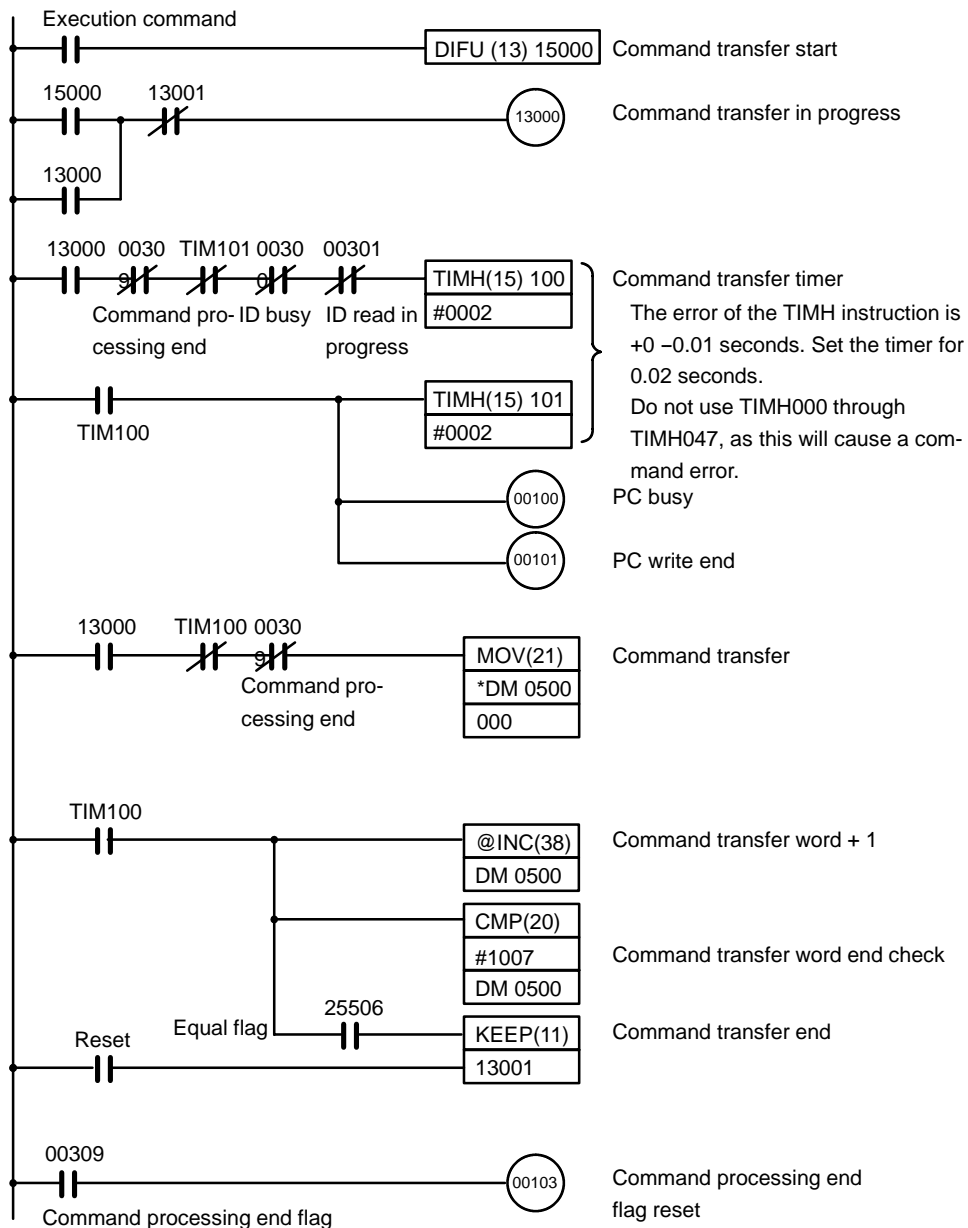 Execution command
DIFU (13) 15000 Command transfer start
15000 13001
13000 Command transfer in progress
13000
13000 0030 TIM101 0030 00301
9 0
TIMH(15) 100 Command transfer timer
#0002
Command pro- ID busy ID read in
cessing end progress
The error of the TIMH instruction is
+0 –0.01 seconds. Set the timer for
0.02 seconds.
Do not use TIMH000 through
TIMH047, as this will cause a com-
mand error.
TIM100
TIMH(15) 101
#0002
00100 PC busy
00101 PC write end
13000 TIM100 0030
9
Command pro-
cessing end
MOV(21) Command transfer
*DM 0500
000
TIM100
@INC(38) Command transfer word + 1
DM 0500
CMP(20)
#1007 Command transfer word end check
DM 0500
Equal flag 25506
KEEP(11) Command transfer end
Reset
13001
00309
00103 Command processing end
flag reset
Command processing end flag